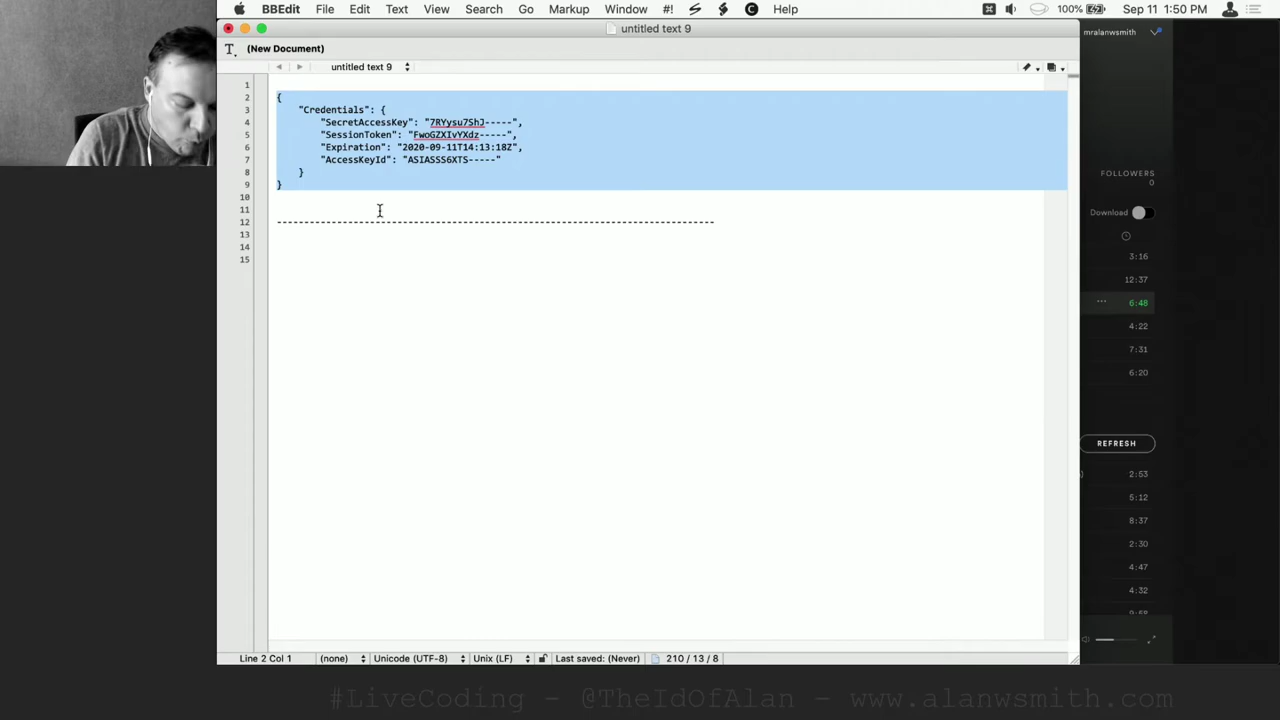 BBEdit File Edit Text View Search Go Markup Window #! Help 100% Sep 11 1:50 PM
untitled text 9
(New Document)
untitled text 9
mralanwsmith
1
2 {
3 "Credentials": {
4 "SecretAccessKey": "7RYysu7ShJ-----",
5 "SessionToken": "FwoGZXIvYXdz-----",
6 "Expiration": "2020-09-11T14:13:18Z",
7 "AccessKeyId": "ASIASSS6XTS-----"
8 }
9 }
10
11
12 --------------------------------------------------------------------------------
13
14
15
FOLLOWERS
0
Download
3:16
12:37
... 6:48
4:22
7:31
6:20
REFRESH
2:53
5:12
8:37
2:30
4:47
4:32
Line 2 Col 1 (none) Unicode (UTF-8) Unix (LF) Last saved: (Never) 210 / 13 / 8
#LiveCoding - @TheIdOfAlan - www.alanwsmith.com